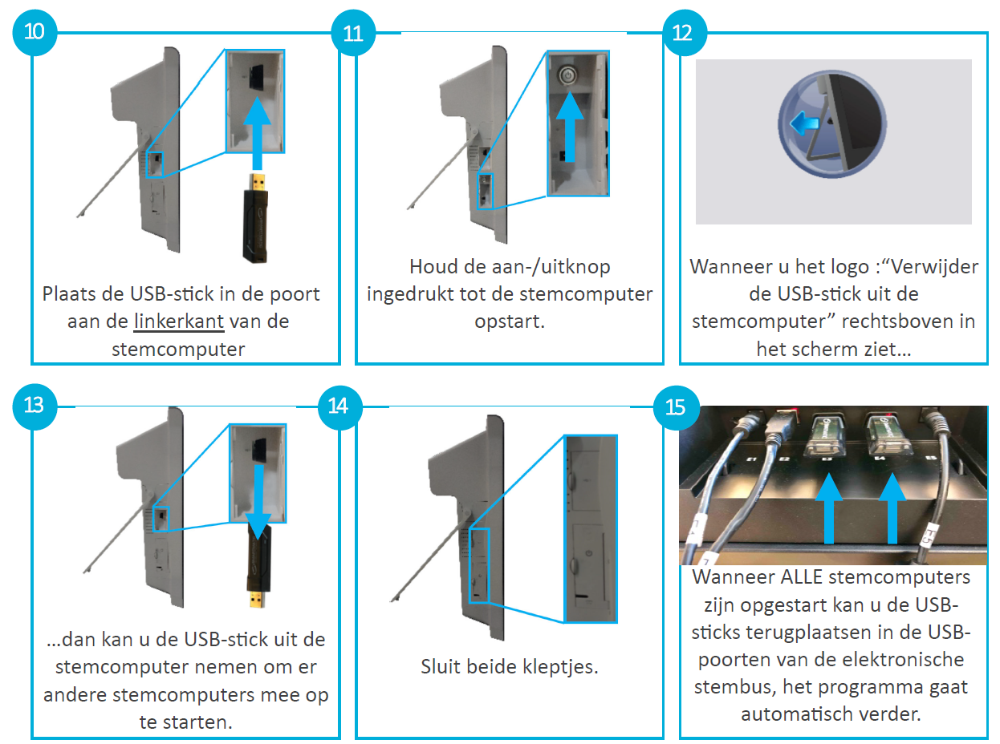 10
Plaats de USB-stick in de poort
aan de linkerkant van de
stemcomputer
11
Houd de aan-/uitknop
ingedrukt tot de stemcomputer
opstart.
12
Wanneer u het logo :“Verwijder
de USB-stick uit de
stemcomputer” rechtsboven in
het scherm ziet…
13
…dan kan u de USB-stick uit de
stemcomputer nemen om er
andere stemcomputers mee op
te starten.
14
Sluit beide kleptjes.
15
E1 E2 E3 E4 E5
E5
Wanneer ALLE stemcomputers
zijn opgestart kan u de USB-
sticks terugplaatsen in de USB-
poorten van de elektronische
stembus, het programma gaat
automatisch verder.